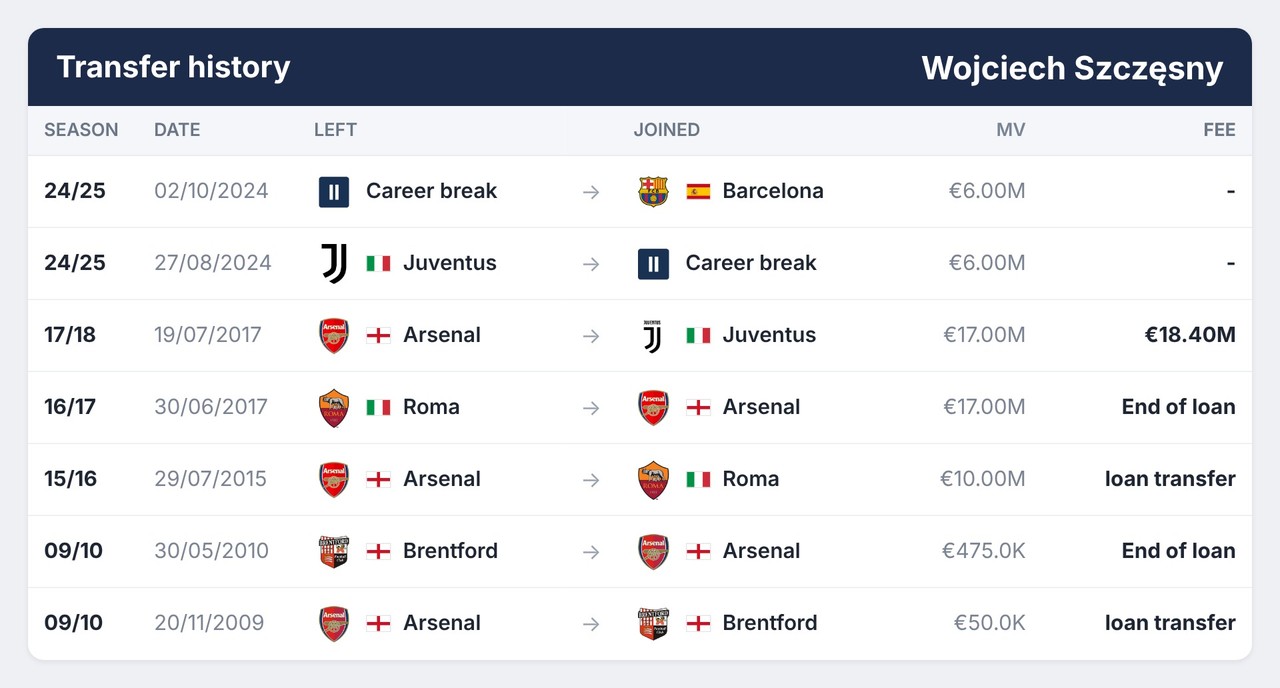 Transfer history Wojciech Szczęsny
SEASON DATE LEFT JOINED MV FEE
24/25 02/10/2024 Career break → Barcelona €6.00M -
24/25 27/08/2024 Juventus → Career break €6.00M -
17/18 19/07/2017 Arsenal → Juventus €17.00M €18.40M
16/17 30/06/2017 Roma → Arsenal €17.00M End of loan
15/16 29/07/2015 Arsenal → Roma €10.00M loan transfer
09/10 30/05/2010 Brentford → Arsenal €475.0K End of loan
09/10 20/11/2009 Arsenal → Brentford €50.0K loan transfer